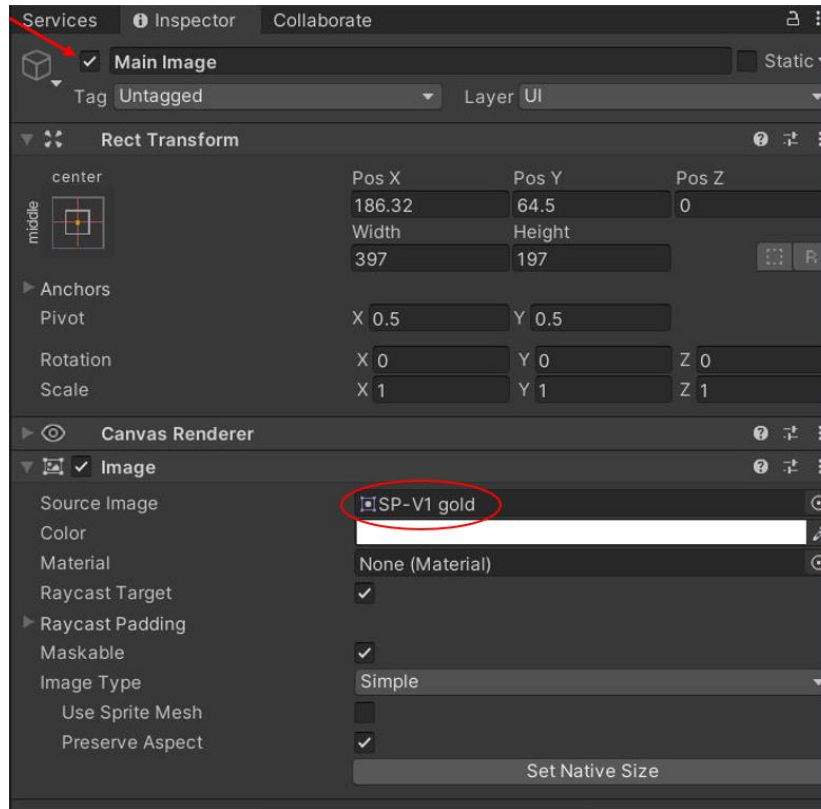 Services Inspector Collaborate
Main Image Static
Tag Untagged Layer UI
Rect Transform
center
middle
Pos X Pos Y Pos Z
186.32 64.5 0
Width Height
397 197 R
Anchors
Pivot X 0.5 Y 0.5
Rotation X 0 Y 0 Z 0
Scale X 1 Y 1 Z 1
Canvas Renderer
Image
Source Image SP-V1 gold
Color
Material None (Material)
Raycast Target
Raycast Padding
Maskable
Image Type Simple
Use Sprite Mesh
Preserve Aspect
Set Native Size